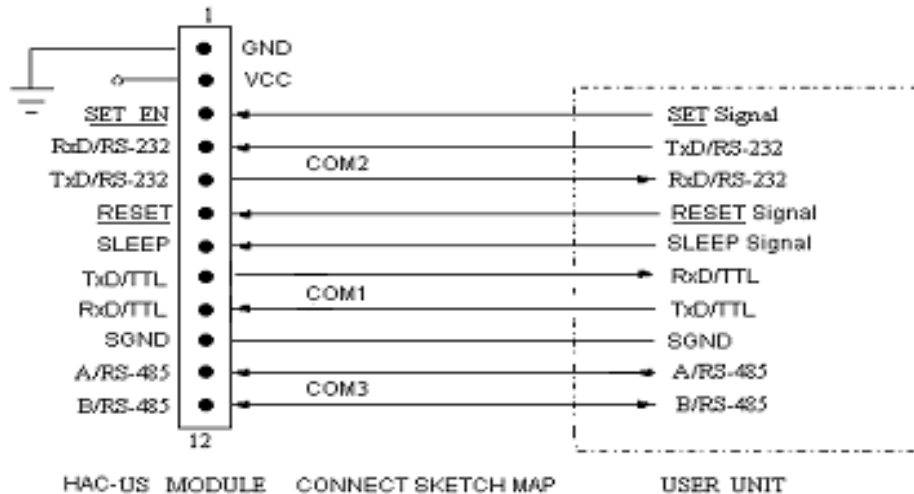 1
GND
VCC
SET EN SET Signal
RxD/RS-232 TxD/RS-232
COM2
TxD/RS-232 RxD/RS-232
RESET RESET Signal
SLEEP SLEEP Signal
TxD/TTL RxD/TTL
COM1
RxD/TTL TxD/TTL
SGND SGND
A/RS-485 A/RS-485
COM3
B/RS-485 B/RS-485
12
HAC-US MODULE CONNECT SKETCH MAP USER UNIT